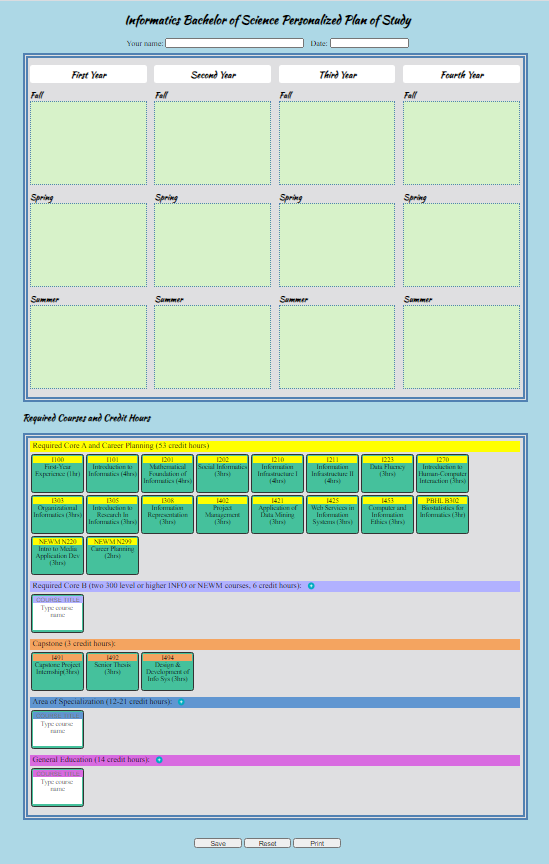 Informatics Bachelor of Science Personalized Plan of Study
Your name: Date:
First Year Second Year Third Year Fourth Year
Fall Fall Fall Fall
Spring Spring Spring Spring
Summer Summer Summer Summer
Required Courses and Credit Hours
Required Core A and Career Planning (53 credit hours)
I100 I101 I201 I202 I210 I211 I223 I270
First-Year Introduction to Mathematical Social Informatics Information Information Data Fluency Introduction to
Experience (1hr) Informatics (4hrs) Foundation of (3hrs) Infrastructure I Infrastructure II (3hrs) Human-Computer
Informatics (4hrs) (4hrs) (4hrs) Interaction (3hrs)
I303 I305 I308 I402 I421 I425 I453 PBHL B302
Organizational Introduction to Information Project Application of Web Services in Computer and Biostatistics for
Informatics (3hrs) Research In Representation Management Data Mining Information Information Informatics (3hr)
Informatics (3hrs) (3hrs) (3hrs) (3hrs) Systems (3hrs) Ethics (3hrs)
NEWM N220 NEWM N299
Intro to Media Career Planning
Application Dev (2hrs)
(3hrs)
Required Core B (two 300 level or higher INFO or NEWM courses, 6 credit hours): +
COURSE TITLE
Type course
name
Capstone (3 credit hours):
I491 I492 I494
Capstone Project Senior Thesis Design &
Internship(3hrs) (3hrs) Development of
Info Sys (3hrs)
Area of Specialization (12-21 credit hours): +
COURSE TITLE
Type course
name
General Education (14 credit hours): +
COURSE TITLE
Type course
name
Save Reset Print